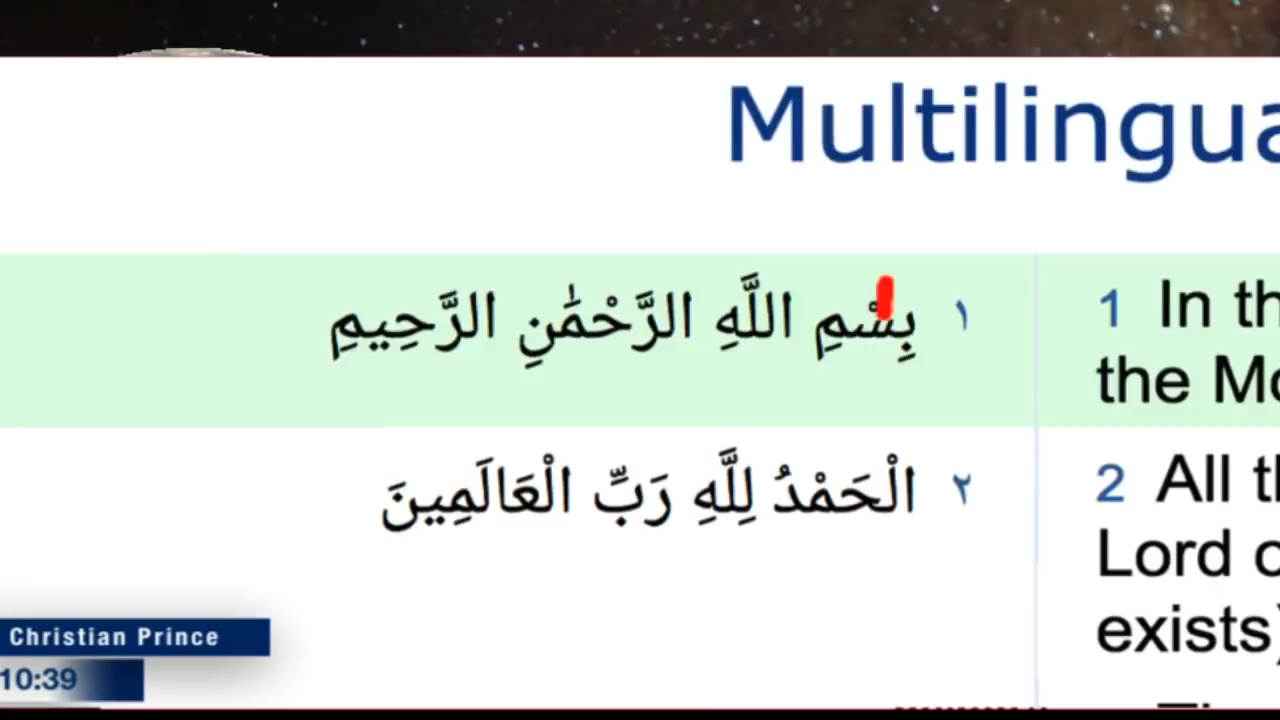 Multilingua
بِسْمِ اللَّهِ الرَّحْمَٰنِ الرَّحِيمِ ١
1 In th
the Mo
الْحَمْدُ لِلَّهِ رَبِّ الْعَالَمِينَ ٢
2 All th
Lord o
exists)
Christian Prince
10:39